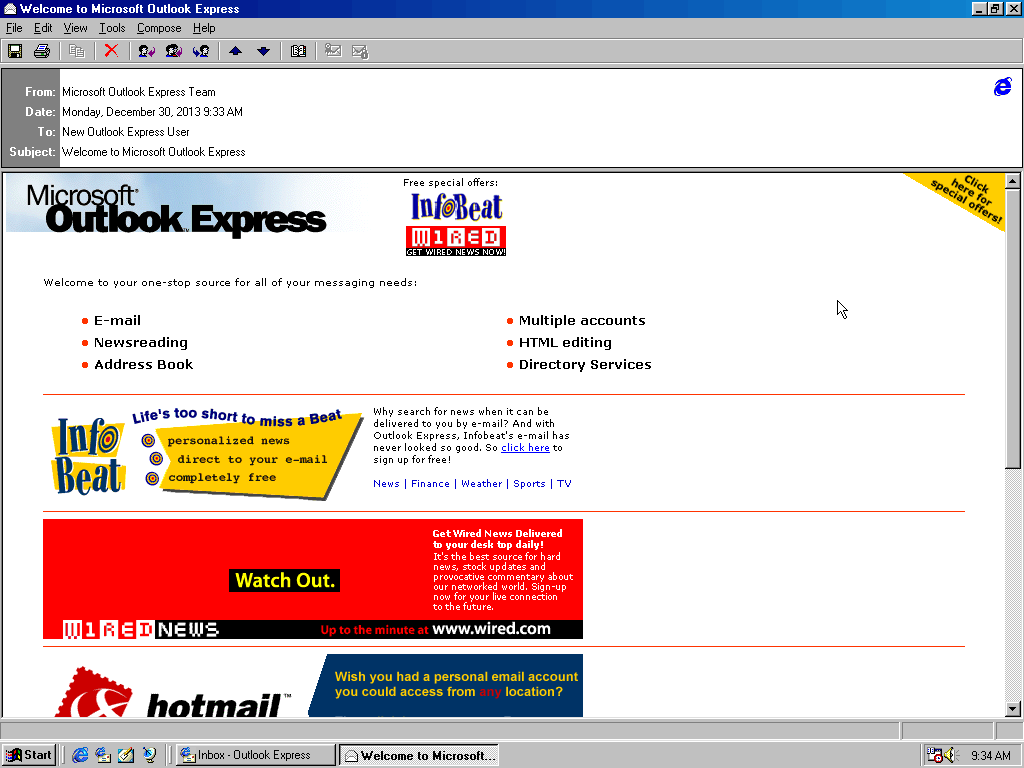 Welcome to Microsoft Outlook Express
File Edit View Tools Compose Help
From: Microsoft Outlook Express Team
Date: Monday, December 30, 2013 9:33 AM
To: New Outlook Express User
Subject: Welcome to Microsoft Outlook Express
Microsoft®
Outlook™ Express
Free special offers:
InfoBeat
WIRED
GET WIRED NEWS NOW!
Click
here for
special offers!
Welcome to your one-stop source for all of your messaging needs:
E-mail
Newsreading
Address Book
Multiple accounts
HTML editing
Directory Services
Info
Beat
Life's too short to miss a Beat
personalized news
direct to your e-mail
completely free
Why search for news when it can be
delivered to you by e-mail? And with
Outlook Express, Infobeat's e-mail has
never looked so good. So click here to
sign up for free!
News | Finance | Weather | Sports | TV
Get Wired News Delivered
to your desk top daily!
It's the best source for hard
news, stock updates and
provocative commentary about
our networked world. Sign-up
now for your live connection
to the future.
Watch Out.
WIRED NEWS
Up to the minute at www.wired.com
hotmail™
Wish you had a personal email account
you could access from any location?
Start
Inbox - Outlook Express
Welcome to Microsoft...
9:34 AM